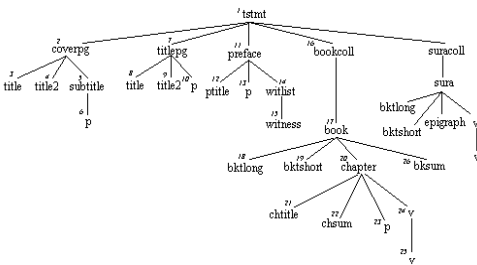 1 tstmt
2 coverpg 7 titlepg 11 preface 16 bookcoll suracoll
3 title 4 title2 5 subtitle 8 title 9 title2 10 p 12 ptitle 13 p 14 witlist sura
6 p 15 witness bktlong bktshort epigraph v
17 book v
18 bktlong 19 bktshort 20 chapter 26 bksum
21 chtitle 22 chsum 23 p 24 v
25 v